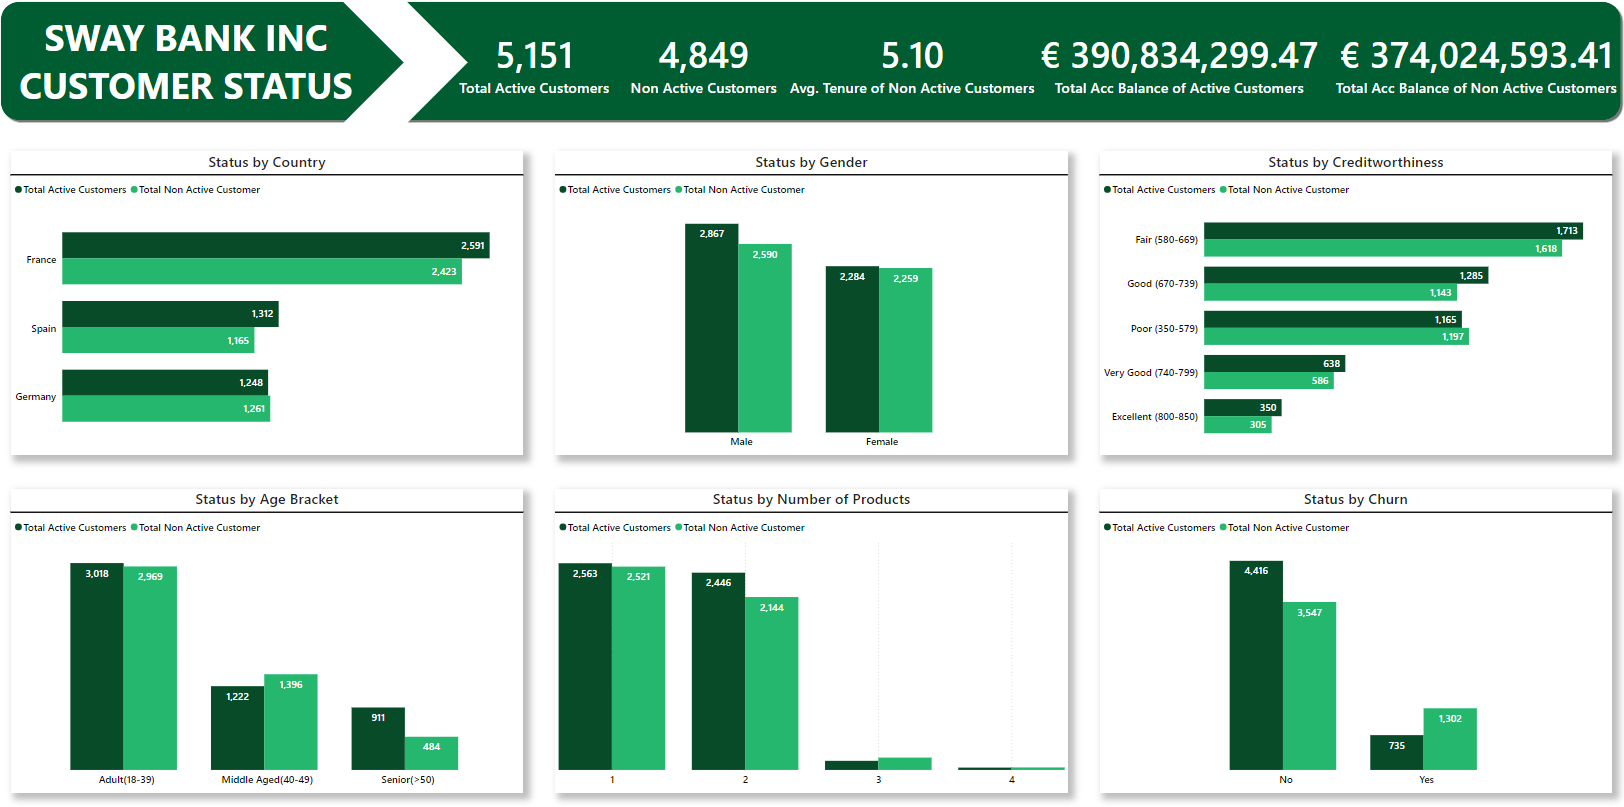 SWAY BANK INC
CUSTOMER STATUS
5,151
Total Active Customers
4,849
Non Active Customers
5.10
Avg. Tenure of Non Active Customers
€ 390,834,299.47
Total Acc Balance of Active Customers
€ 374,024,593.41
Total Acc Balance of Non Active Customers
Status by Country
Total Active Customers Total Non Active Customer
France
2,591
2,423
Spain
1,312
1,165
Germany
1,248
1,261
Status by Gender
Total Active Customers Total Non Active Customer
2,867
2,590
2,284
2,259
Male
Female
Status by Creditworthiness
Total Active Customers Total Non Active Customer
Fair (580-669)
1,713
1,618
Good (670-739)
1,285
1,143
Poor (350-579)
1,165
1,197
Very Good (740-799)
638
586
Excellent (800-850)
350
305
Status by Age Bracket
Total Active Customers Total Non Active Customer
3,018
2,969
1,222
1,396
911
484
Adult(18-39)
Middle Aged(40-49)
Senior(>50)
Status by Number of Products
Total Active Customers Total Non Active Customer
2,563
2,521
2,446
2,144
1
2
3
4
Status by Churn
Total Active Customers Total Non Active Customer
4,416
3,547
735
1,302
No
Yes